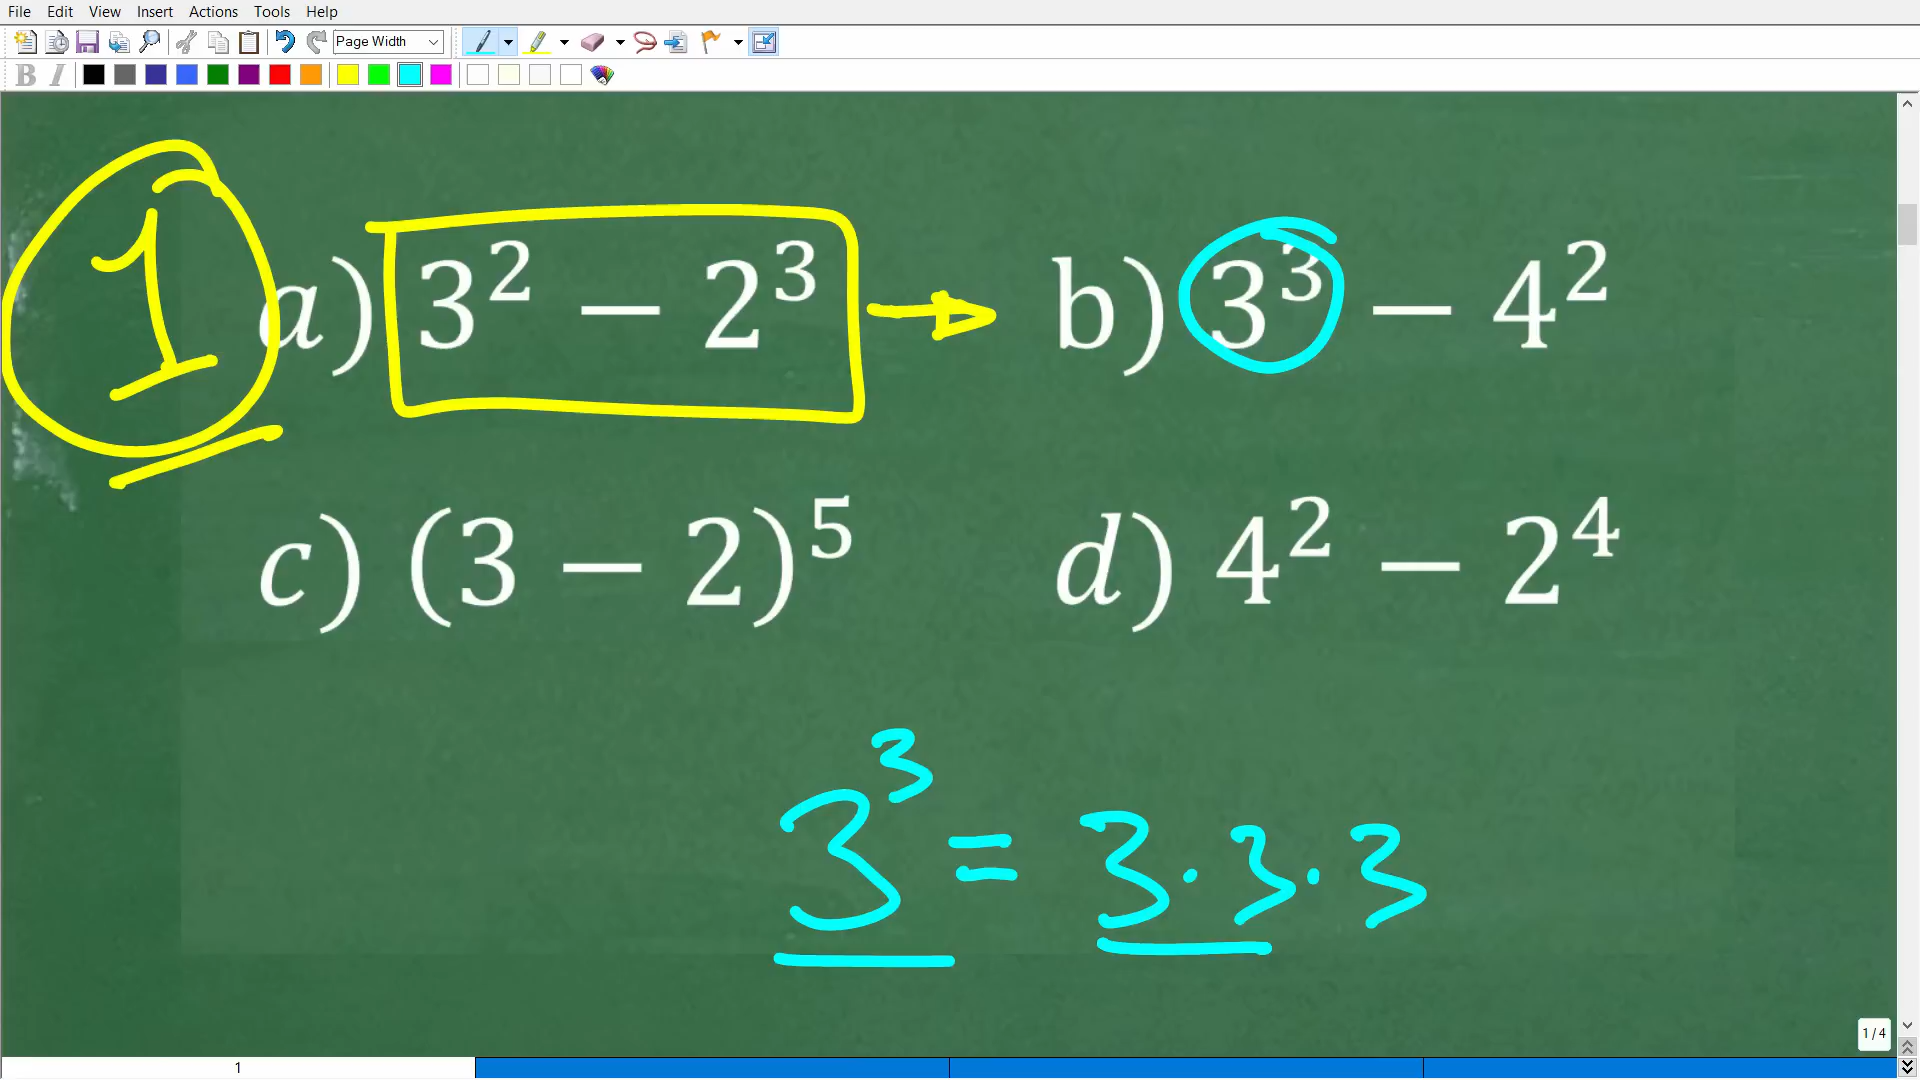 File Edit View Insert Actions Tools Help
Page Width
B I
1
a) 3² − 2³ b) 3³ − 4²
c) (3 − 2)⁵ d) 4² − 2⁴
3³ = 3·3·3
1 / 4
1